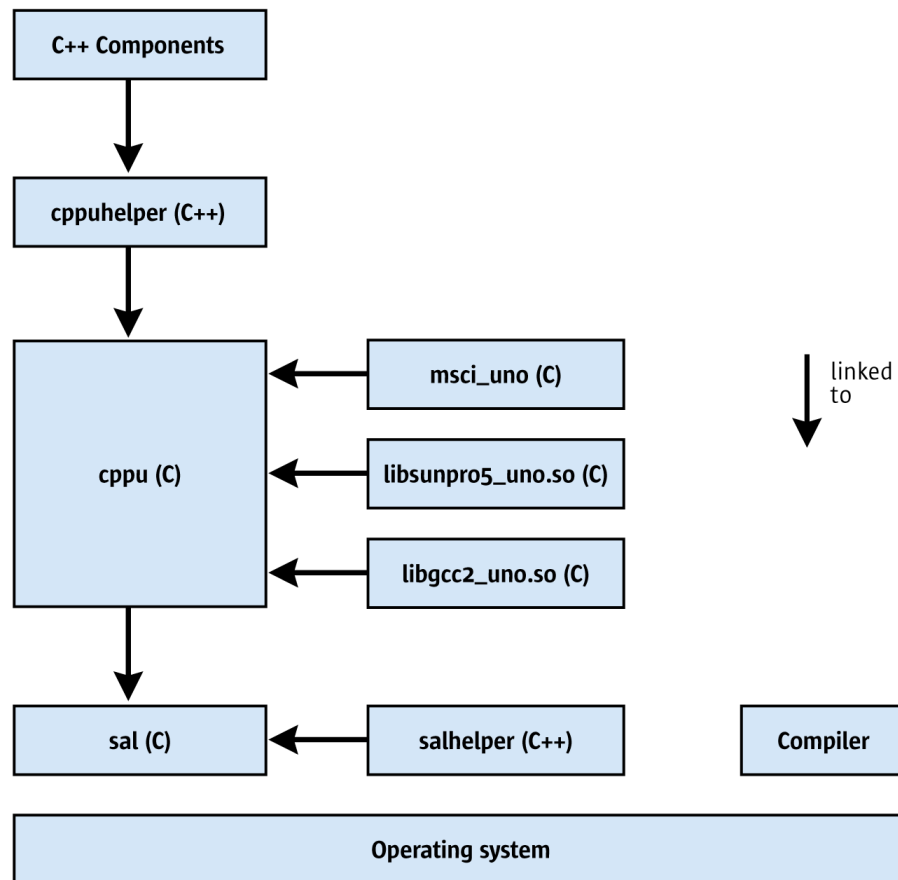 C++ Components
cppuhelper (C++)
cppu (C)
msci_uno (C)
libsunpro5_uno.so (C)
libgcc2_uno.so (C)
linked
to
sal (C)
salhelper (C++)
Compiler
Operating system